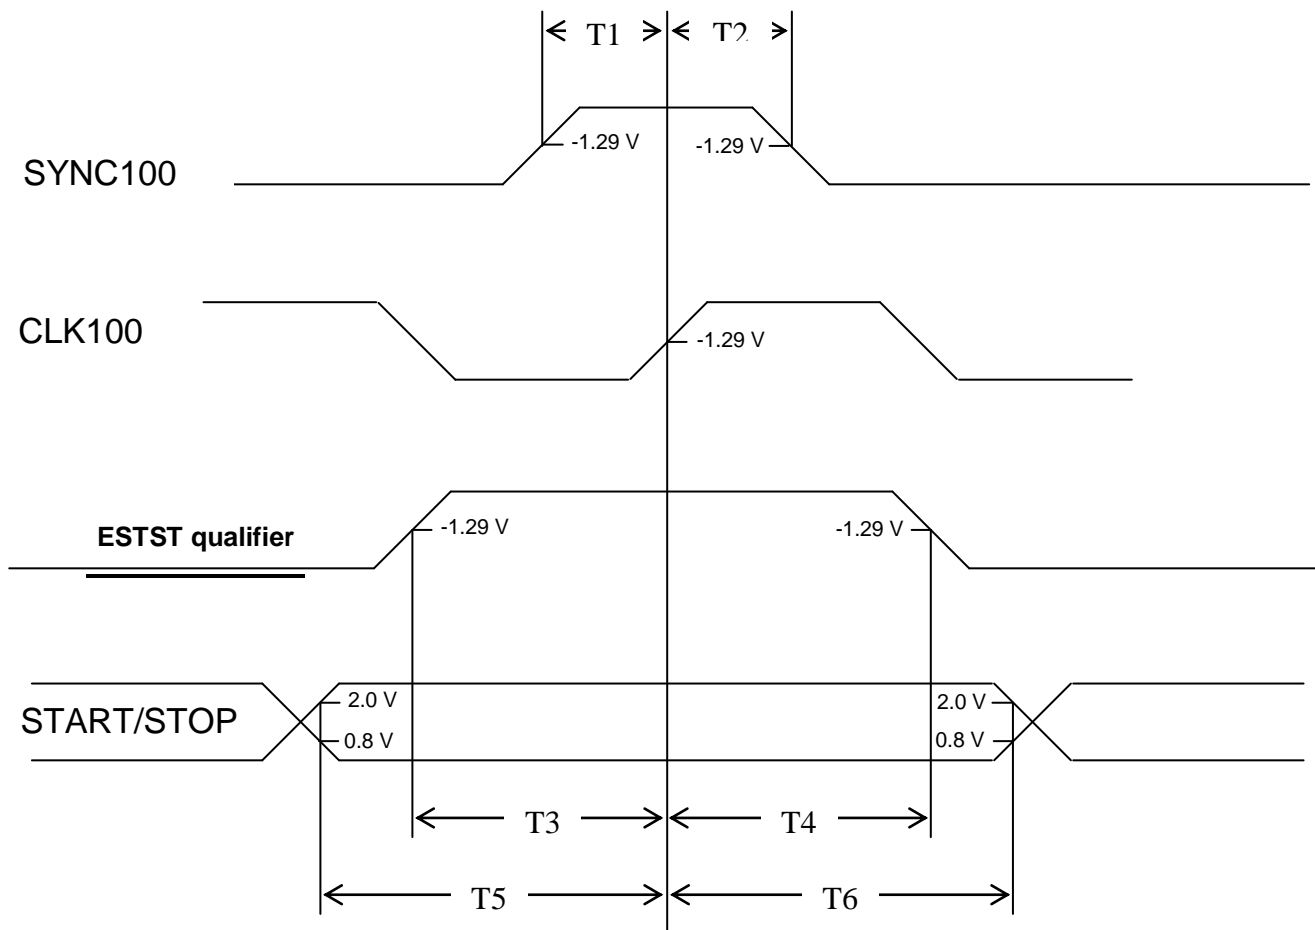 T1
T2
-1.29 V
-1.29 V
SYNC100
CLK100
-1.29 V
ESTST qualifier
-1.29 V
-1.29 V
2.0 V
2.0 V
START/STOP
0.8 V
0.8 V
T3
T4
T5
T6